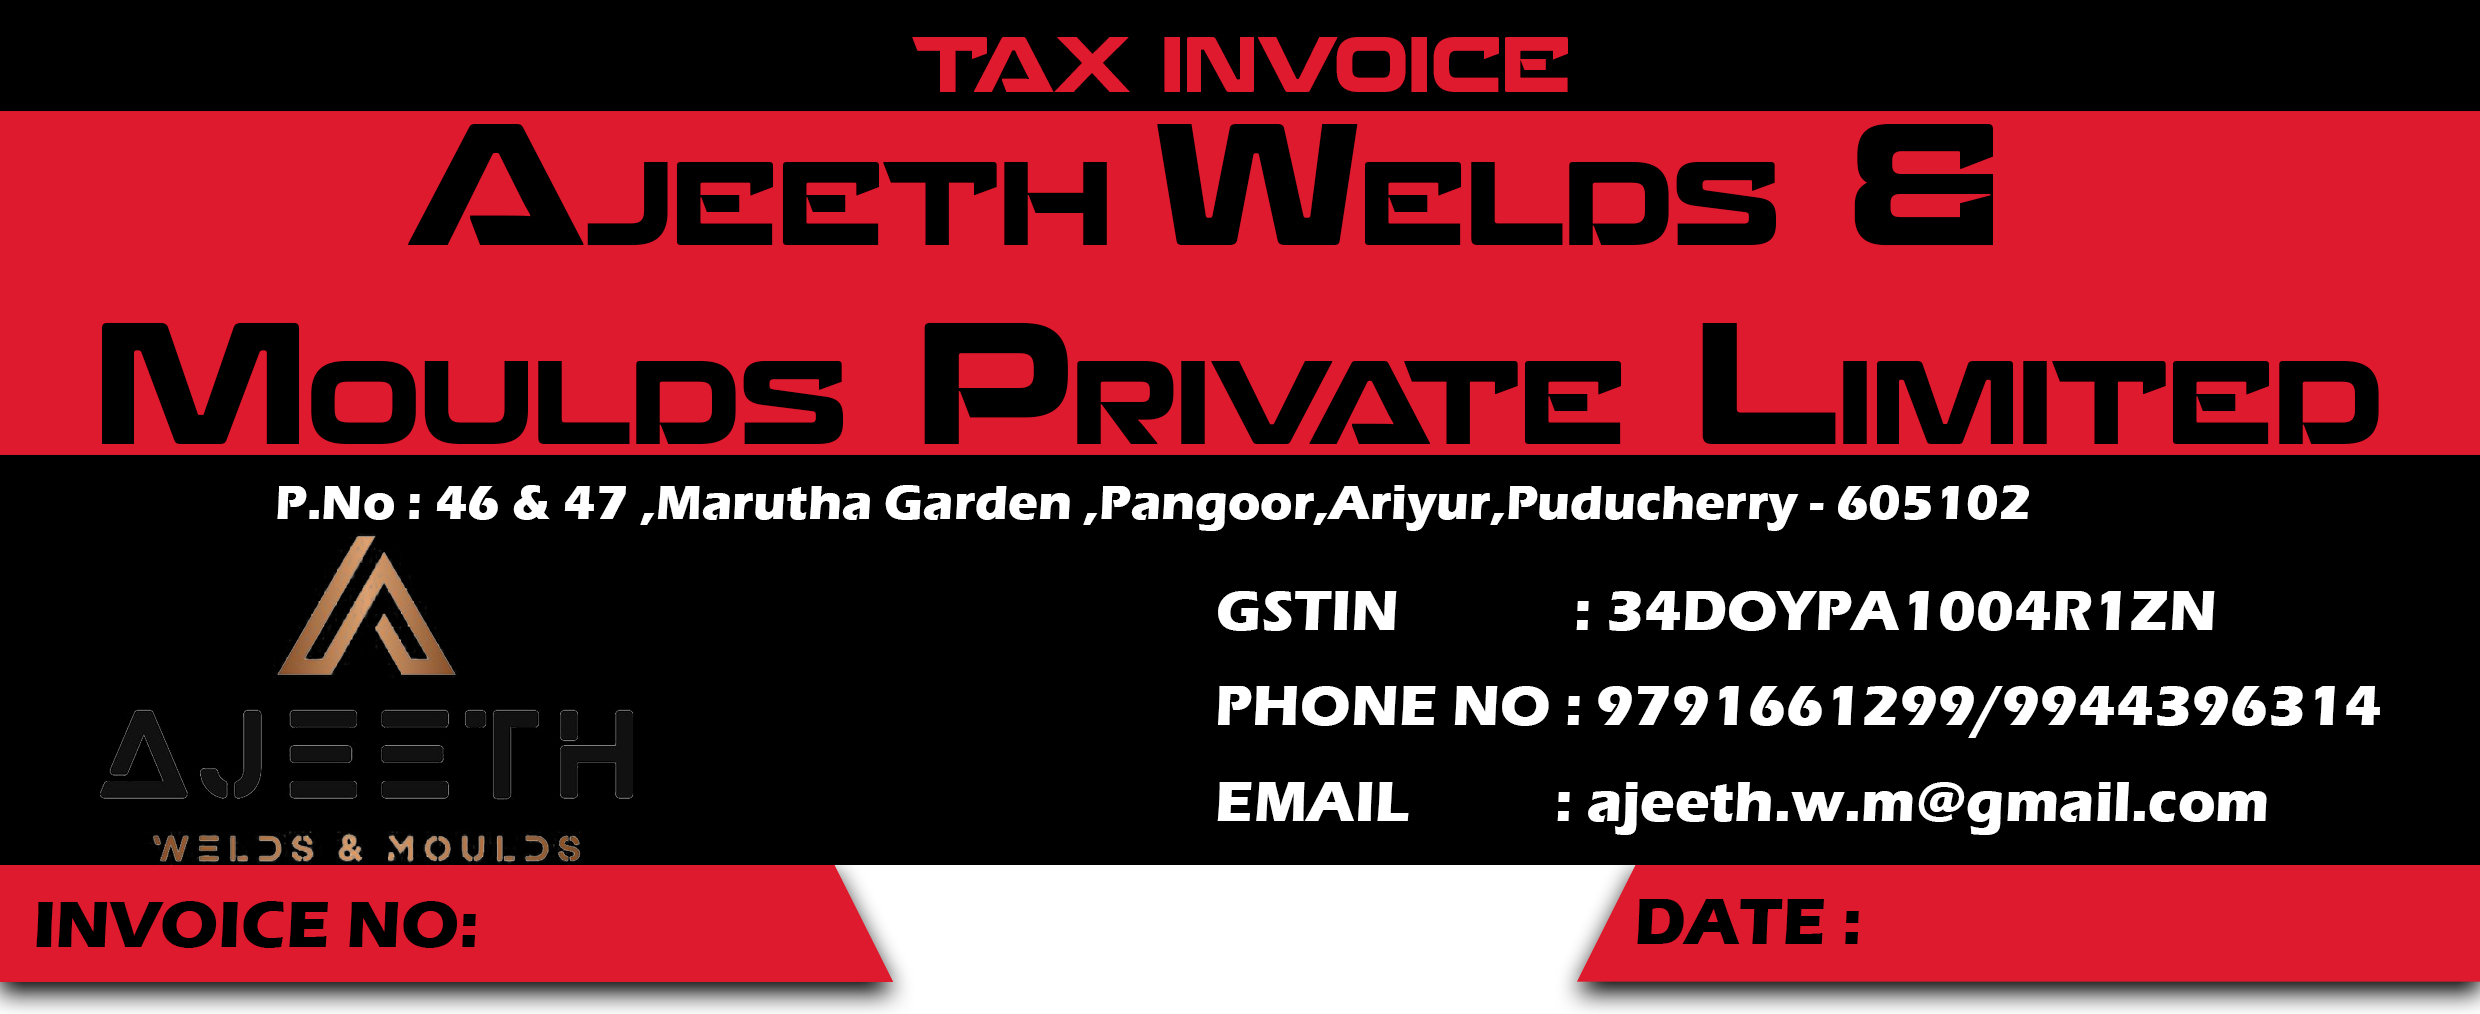 TAX INVOICE
AJEETH WELDS &
MOULDS PRIVATE LIMITED
P.No : 46 & 47 ,Marutha Garden ,Pangoor,Ariyur,Puducherry - 605102
AJEETH
WELDS & MOULDS
GSTIN : 34DOYPA1004R1ZN
PHONE NO : 9791661299/9944396314
EMAIL : ajeeth.w.m@gmail.com
INVOICE NO:
DATE :